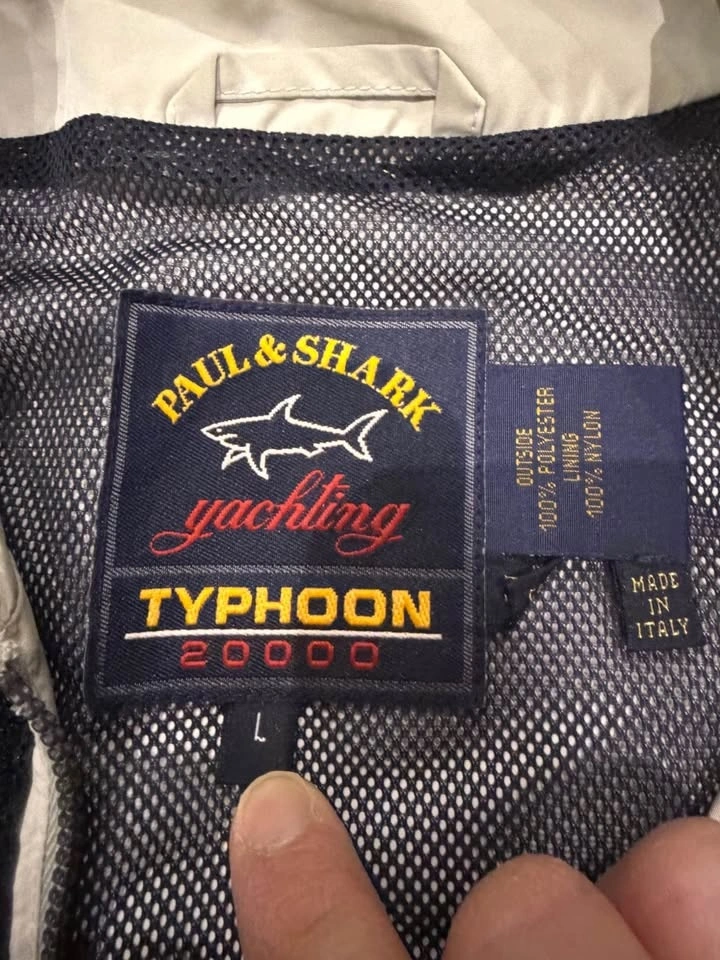 PAUL & SHARK
yachting
TYPHOON
20000
L
OUTSIDE
100% POLYESTER
LINING
100% NYLON
MADE
IN
ITALY